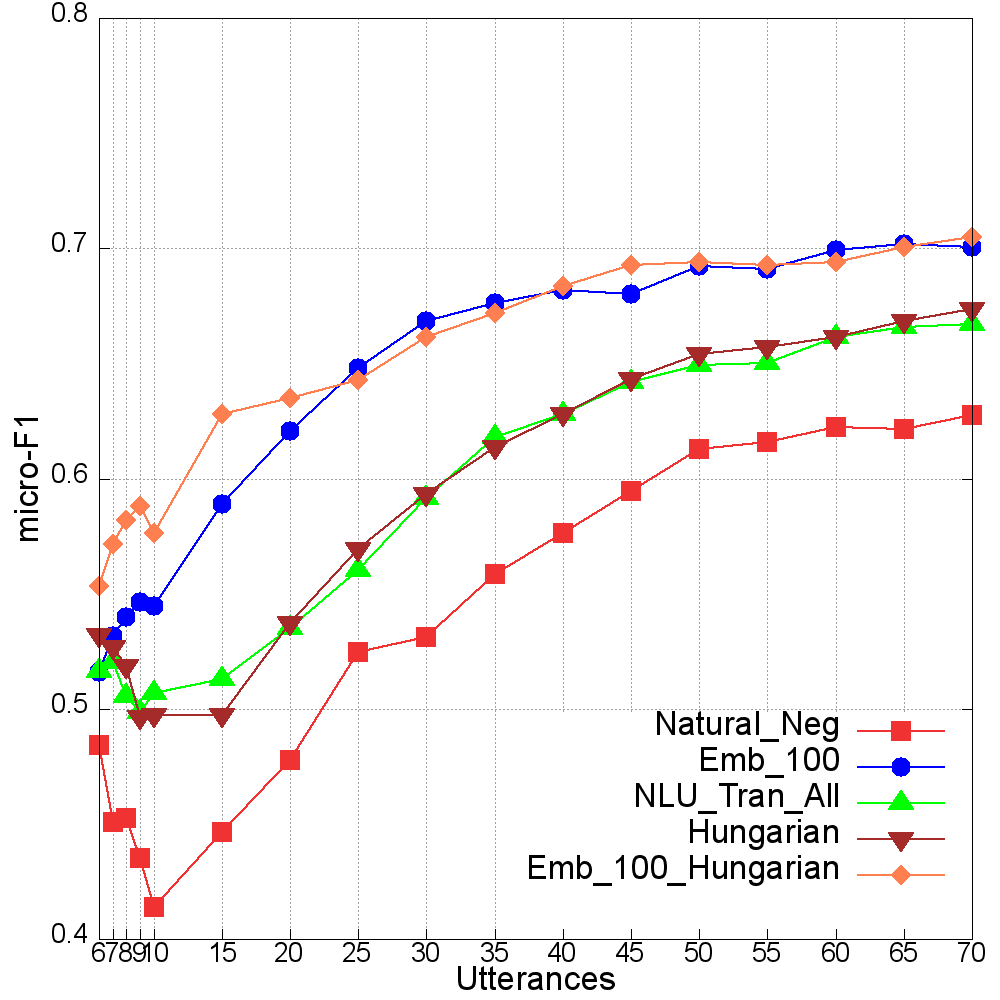 0.8
0.7
0.6
0.5
0.4
micro-F1
Natural_Neg
Emb_100
NLU_Tran_All
Hungarian
Emb_100_Hungarian
6 7 8 9 10 15 20 25 30 35 40 45 50 55 60 65 70
Utterances